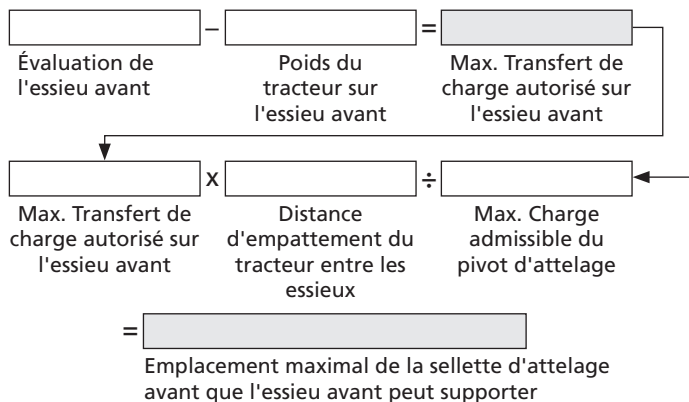 –
=
Évaluation de
l'essieu avant
Poids du
tracteur sur
l'essieu avant
Max. Transfert de
charge autorisé sur
l'essieu avant
x
÷
Max. Transfert de
charge autorisé sur
l'essieu avant
Distance
d'empattement du
tracteur entre les
essieux
Max. Charge
admissible du
pivot d'attelage
=
Emplacement maximal de la sellette d'attelage
avant que l'essieu avant peut supporter